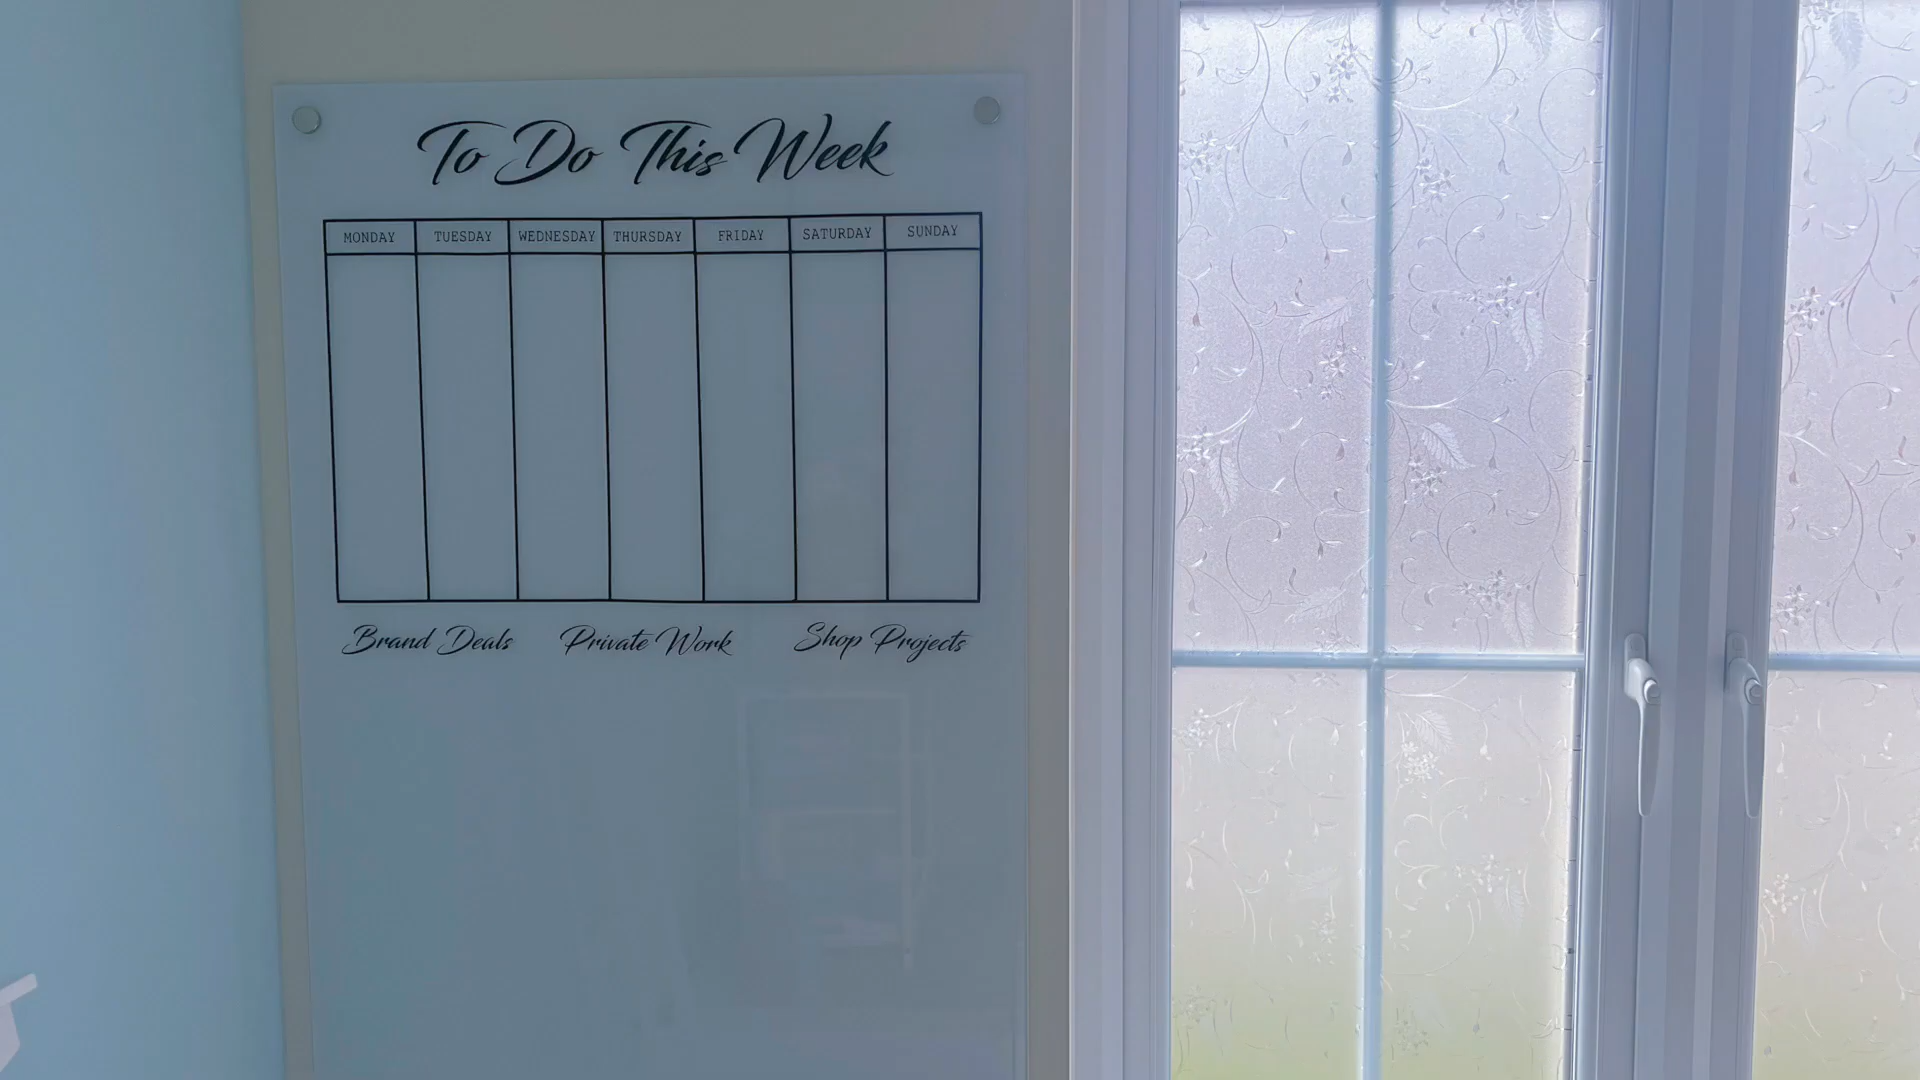 To Do This Week
MONDAY TUESDAY WEDNESDAY THURSDAY FRIDAY SATURDAY SUNDAY
Brand Deals Private Work Shop Projects